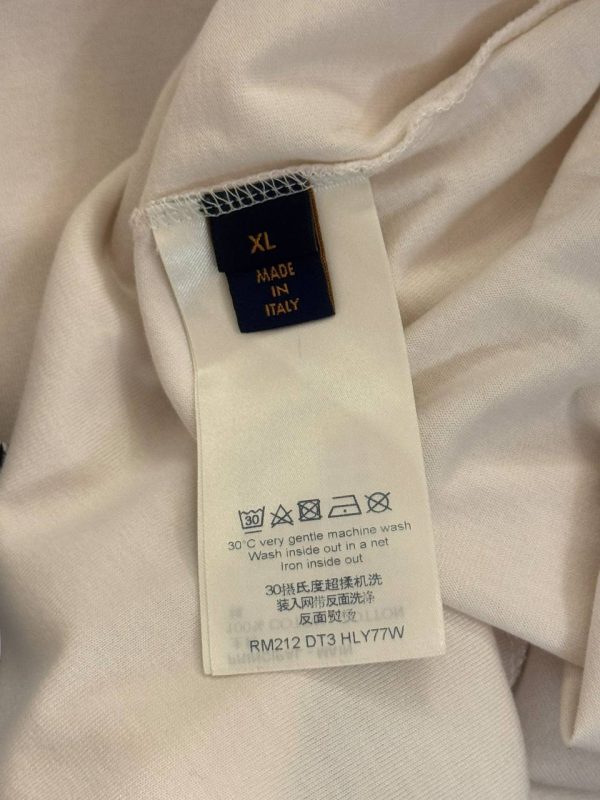 XL
MADE
IN
ITALY
30
30°C very gentle machine wash
Wash inside out in a net
Iron inside out
30摄氏度超揉机洗
装入网带反面洗涤
反面熨烫
RM212 DT3 HLY77W